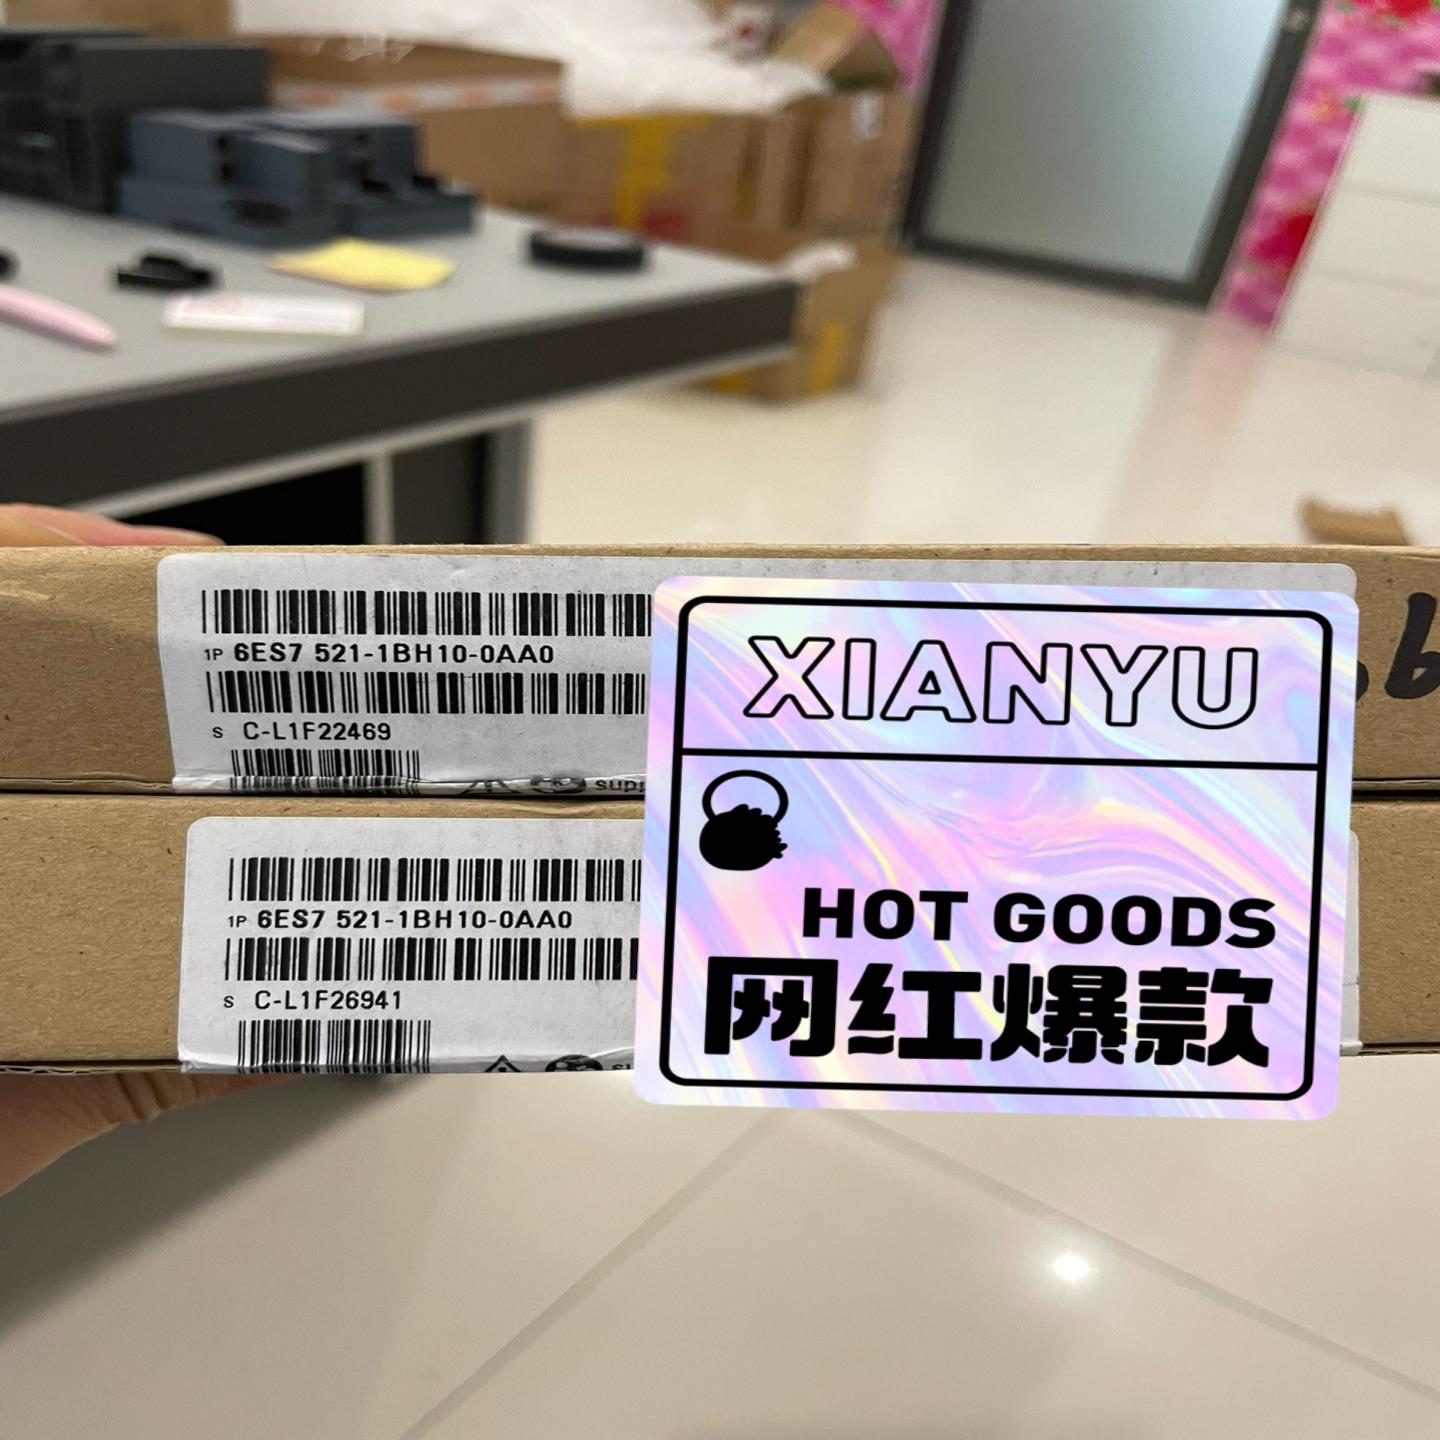 1P 6ES7 521-1BH10-0AA0
S C-L1F22469
1P 6ES7 521-1BH10-0AA0
S C-L1F26941
XIANYU
HOT GOODS
网红爆款